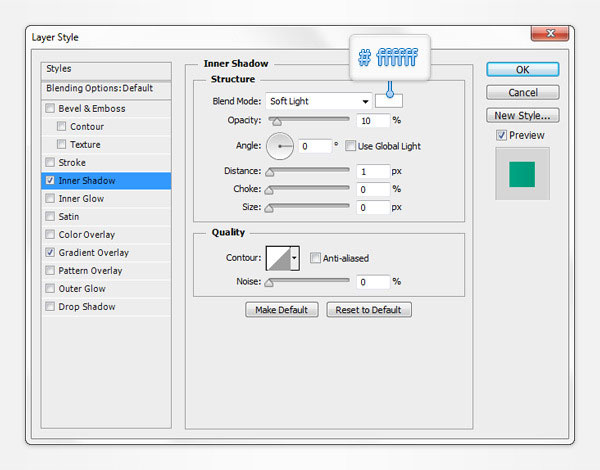 Layer Style
# ffffff
Styles
Blending Options:Default
Bevel & Emboss
Contour
Texture
Stroke
Inner Shadow
Inner Glow
Satin
Color Overlay
Gradient Overlay
Pattern Overlay
Outer Glow
Drop Shadow
Inner Shadow
Structure
Blend Mode: Soft Light
Opacity: 10 %
Angle: 0 ° Use Global Light
Distance: 1 px
Choke: 0 %
Size: 0 px
Quality
Contour: Anti-aliased
Noise: 0 %
Make Default Reset to Default
OK
Cancel
New Style...
Preview